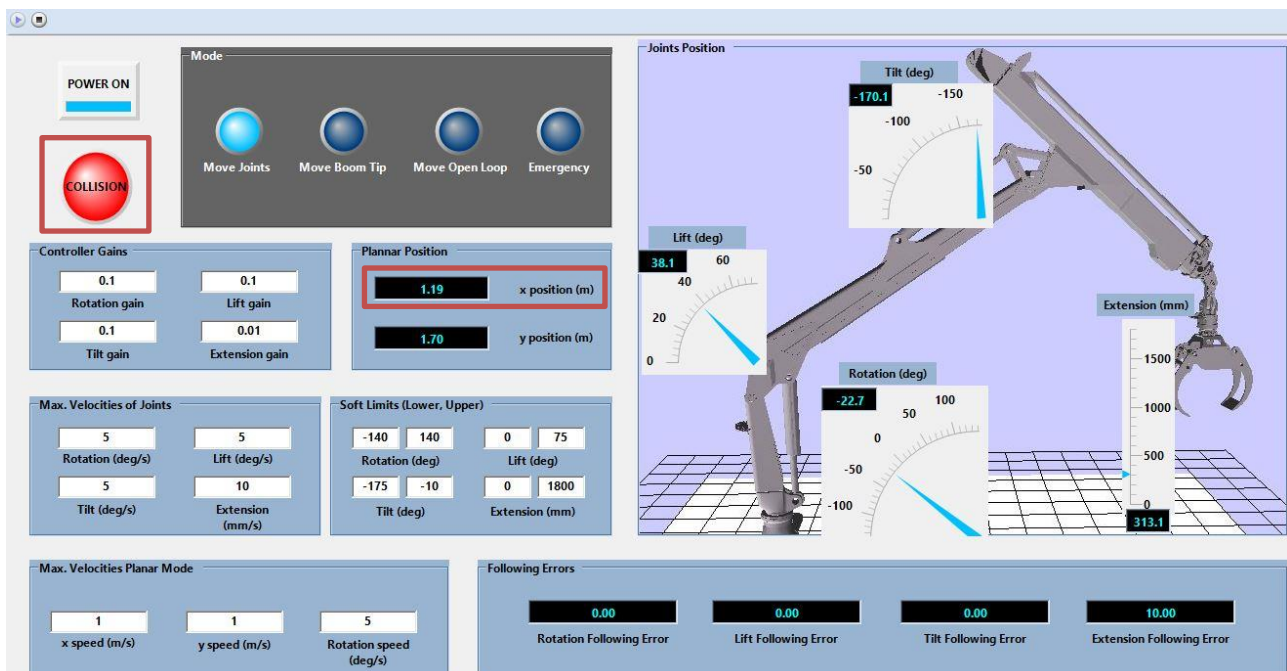 POWER ON
COLLISION
Mode
Move Joints
Move Boom Tip
Move Open Loop
Emergency
Controller Gains
0.1
0.1
Rotation gain
Lift gain
0.1
0.01
Tilt gain
Extension gain
Plannar Position
1.19
x position (m)
1.70
y position (m)
Max. Velocities of Joints
5
5
Rotation (deg/s)
Lift (deg/s)
5
10
Tilt (deg/s)
Extension
(mm/s)
Soft Limits (Lower, Upper)
-140
140
0
75
Rotation (deg)
Lift (deg)
-175
-10
0
1800
Tilt (deg)
Extension (mm)
Joints Position
Tilt (deg)
-170.1
-150
-100
-50
Lift (deg)
38.1
60
40
20
0
Rotation (deg)
-22.7
100
50
0
-50
-100
Extension (mm)
1500
1000
500
0
313.1
Max. Velocities Planar Mode
1
1
5
x speed (m/s)
y speed (m/s)
Rotation speed
(deg/s)
Following Errors
0.00
0.00
0.00
10.00
Rotation Following Error
Lift Following Error
Tilt Following Error
Extension Following Error